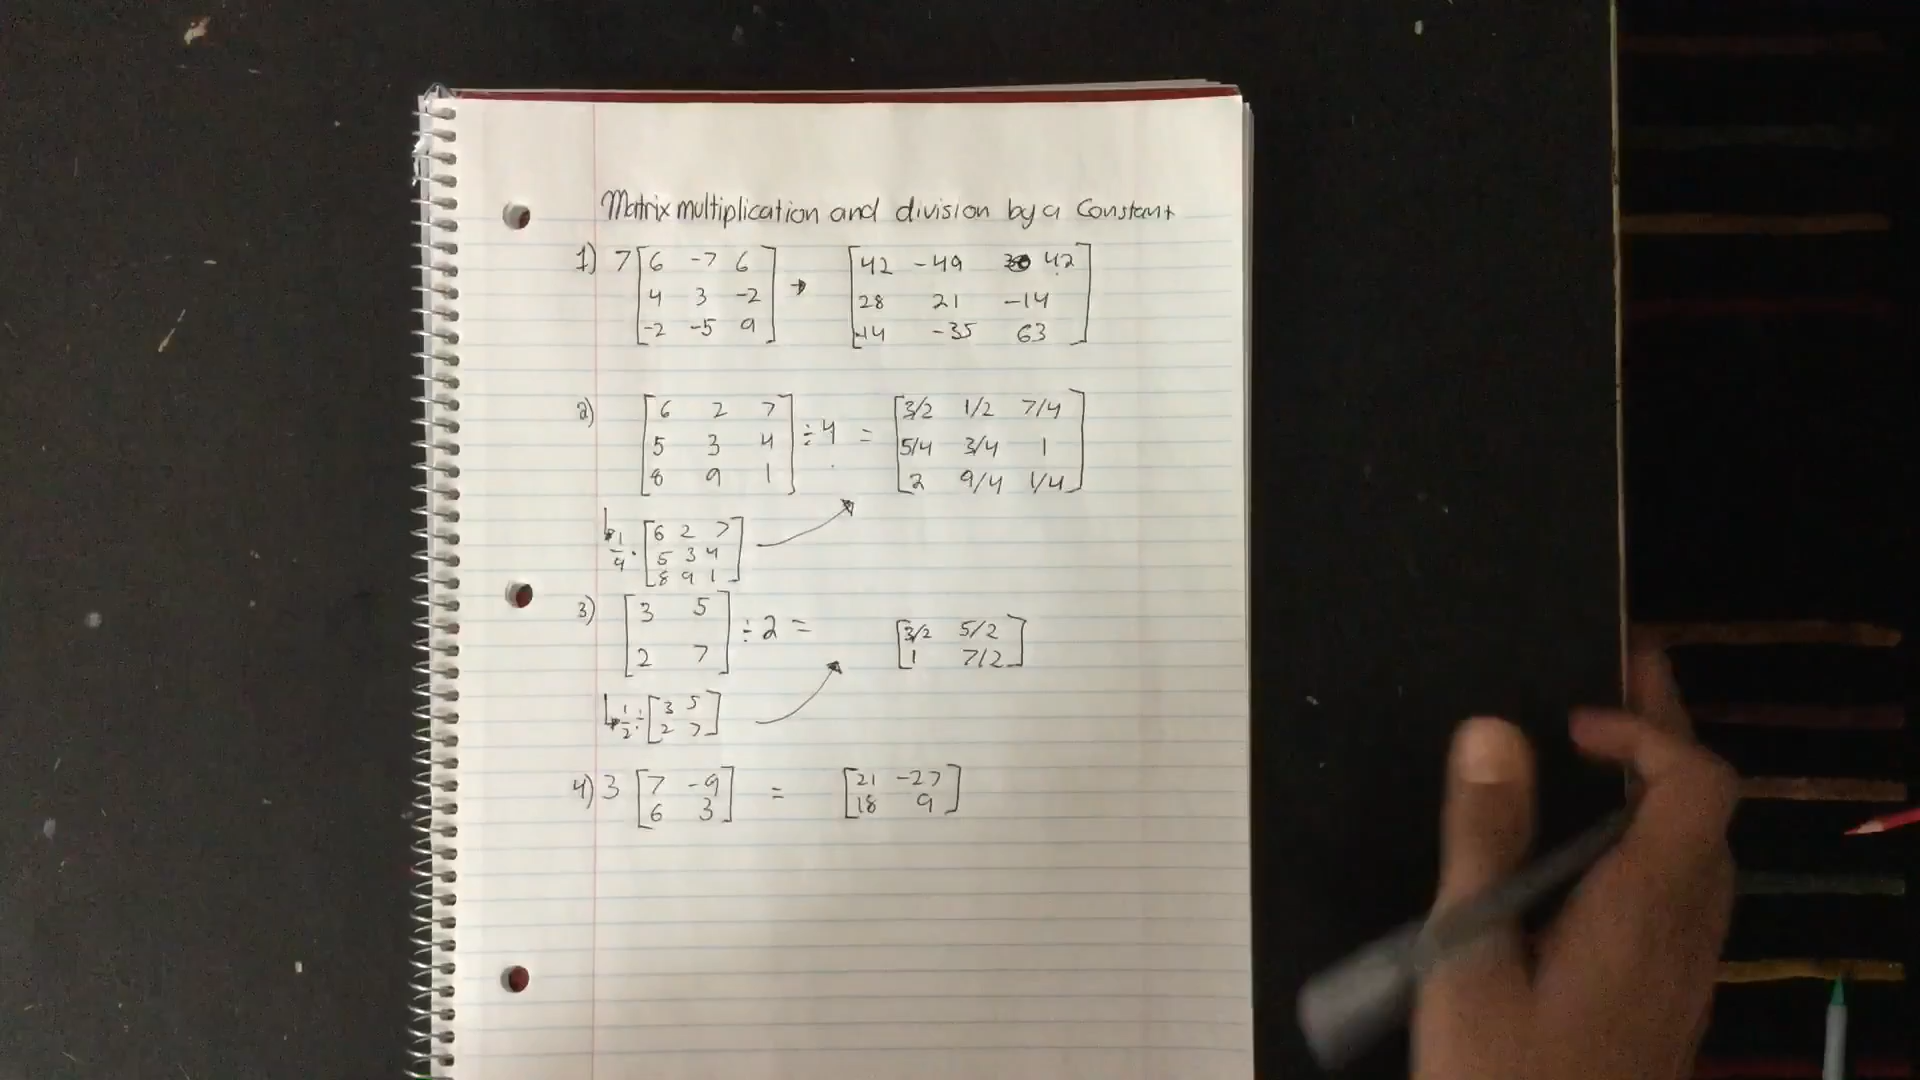 Matrix multiplication and division by a Constant
1) 7 [6 -7 6 → [42 -49 42
4 3 -2 28 21 -14
-2 -5 9] -14 -35 63]
2) [6 2 7 [3/2 1/2 7/4
5 3 4 ÷ 4 = 5/4 3/4 1
8 9 1] 2 9/4 1/4]
1/4 · [6 2 7
5 3 4
8 9 1]
3) [3 5 ÷ 2 = [3/2 5/2
2 7] 1 7/2]
1/2 ÷ [3 5
2 7]
4) 3 [7 -9 = [21 -27
6 3] 18 9]